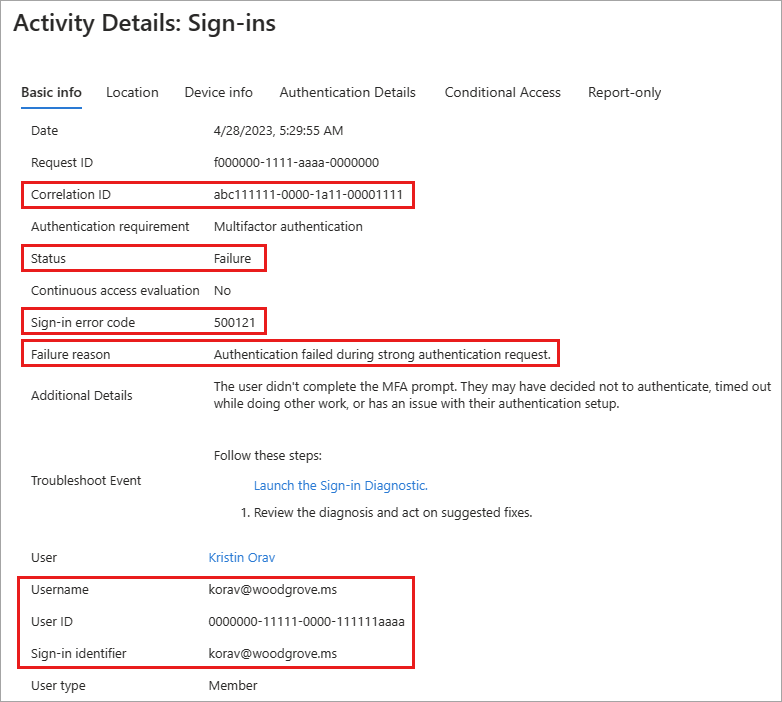 Activity Details: Sign-ins
Basic info Location Device info Authentication Details Conditional Access Report-only
Date 4/28/2023, 5:29:55 AM
Request ID f000000-1111-aaaa-0000000
Correlation ID abc111111-0000-1a11-00001111
Authentication requirement Multifactor authentication
Status Failure
Continuous access evaluation No
Sign-in error code 500121
Failure reason Authentication failed during strong authentication request.
Additional Details The user didn't complete the MFA prompt. They may have decided not to authenticate, timed out
while doing other work, or has an issue with their authentication setup.
Follow these steps:
Troubleshoot Event
Launch the Sign-in Diagnostic.
1. Review the diagnosis and act on suggested fixes.
User Kristin Orav
Username korav@woodgrove.ms
User ID 0000000-11111-0000-111111aaaa
Sign-in identifier korav@woodgrove.ms
User type Member